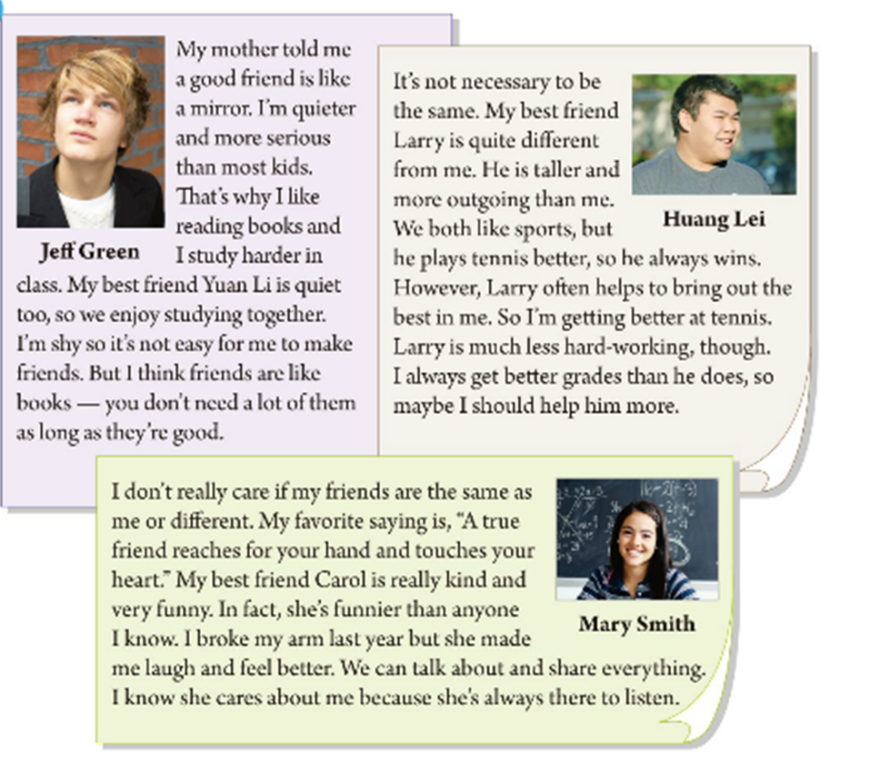 My mother told me
a good friend is like
a mirror. I'm quieter
and more serious
than most kids.
That's why I like
reading books and
I study harder in
class. My best friend Yuan Li is quiet
too, so we enjoy studying together.
I'm shy so it's not easy for me to make
friends. But I think friends are like
books — you don't need a lot of them
as long as they're good.
Jeff Green
It's not necessary to be
the same. My best friend
Larry is quite different
from me. He is taller and
more outgoing than me.
We both like sports, but
he plays tennis better, so he always wins.
However, Larry often helps to bring out the
best in me. So I'm getting better at tennis.
Larry is much less hard-working, though.
I always get better grades than he does, so
maybe I should help him more.
Huang Lei
I don't really care if my friends are the same as
me or different. My favorite saying is, “A true
friend reaches for your hand and touches your
heart.” My best friend Carol is really kind and
very funny. In fact, she's funnier than anyone
I know. I broke my arm last year but she made
me laugh and feel better. We can talk about and share everything.
I know she cares about me because she's always there to listen.
Mary Smith